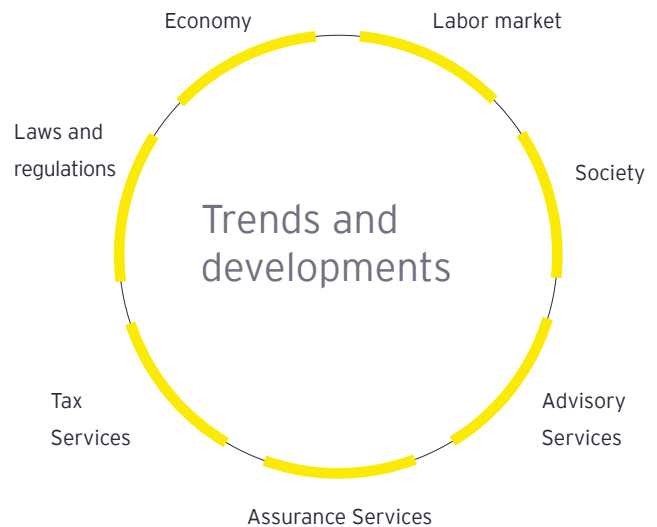 Economy
Labor market
Laws and
regulations
Society
Trends and
developments
Tax
Services
Advisory
Services
Assurance Services